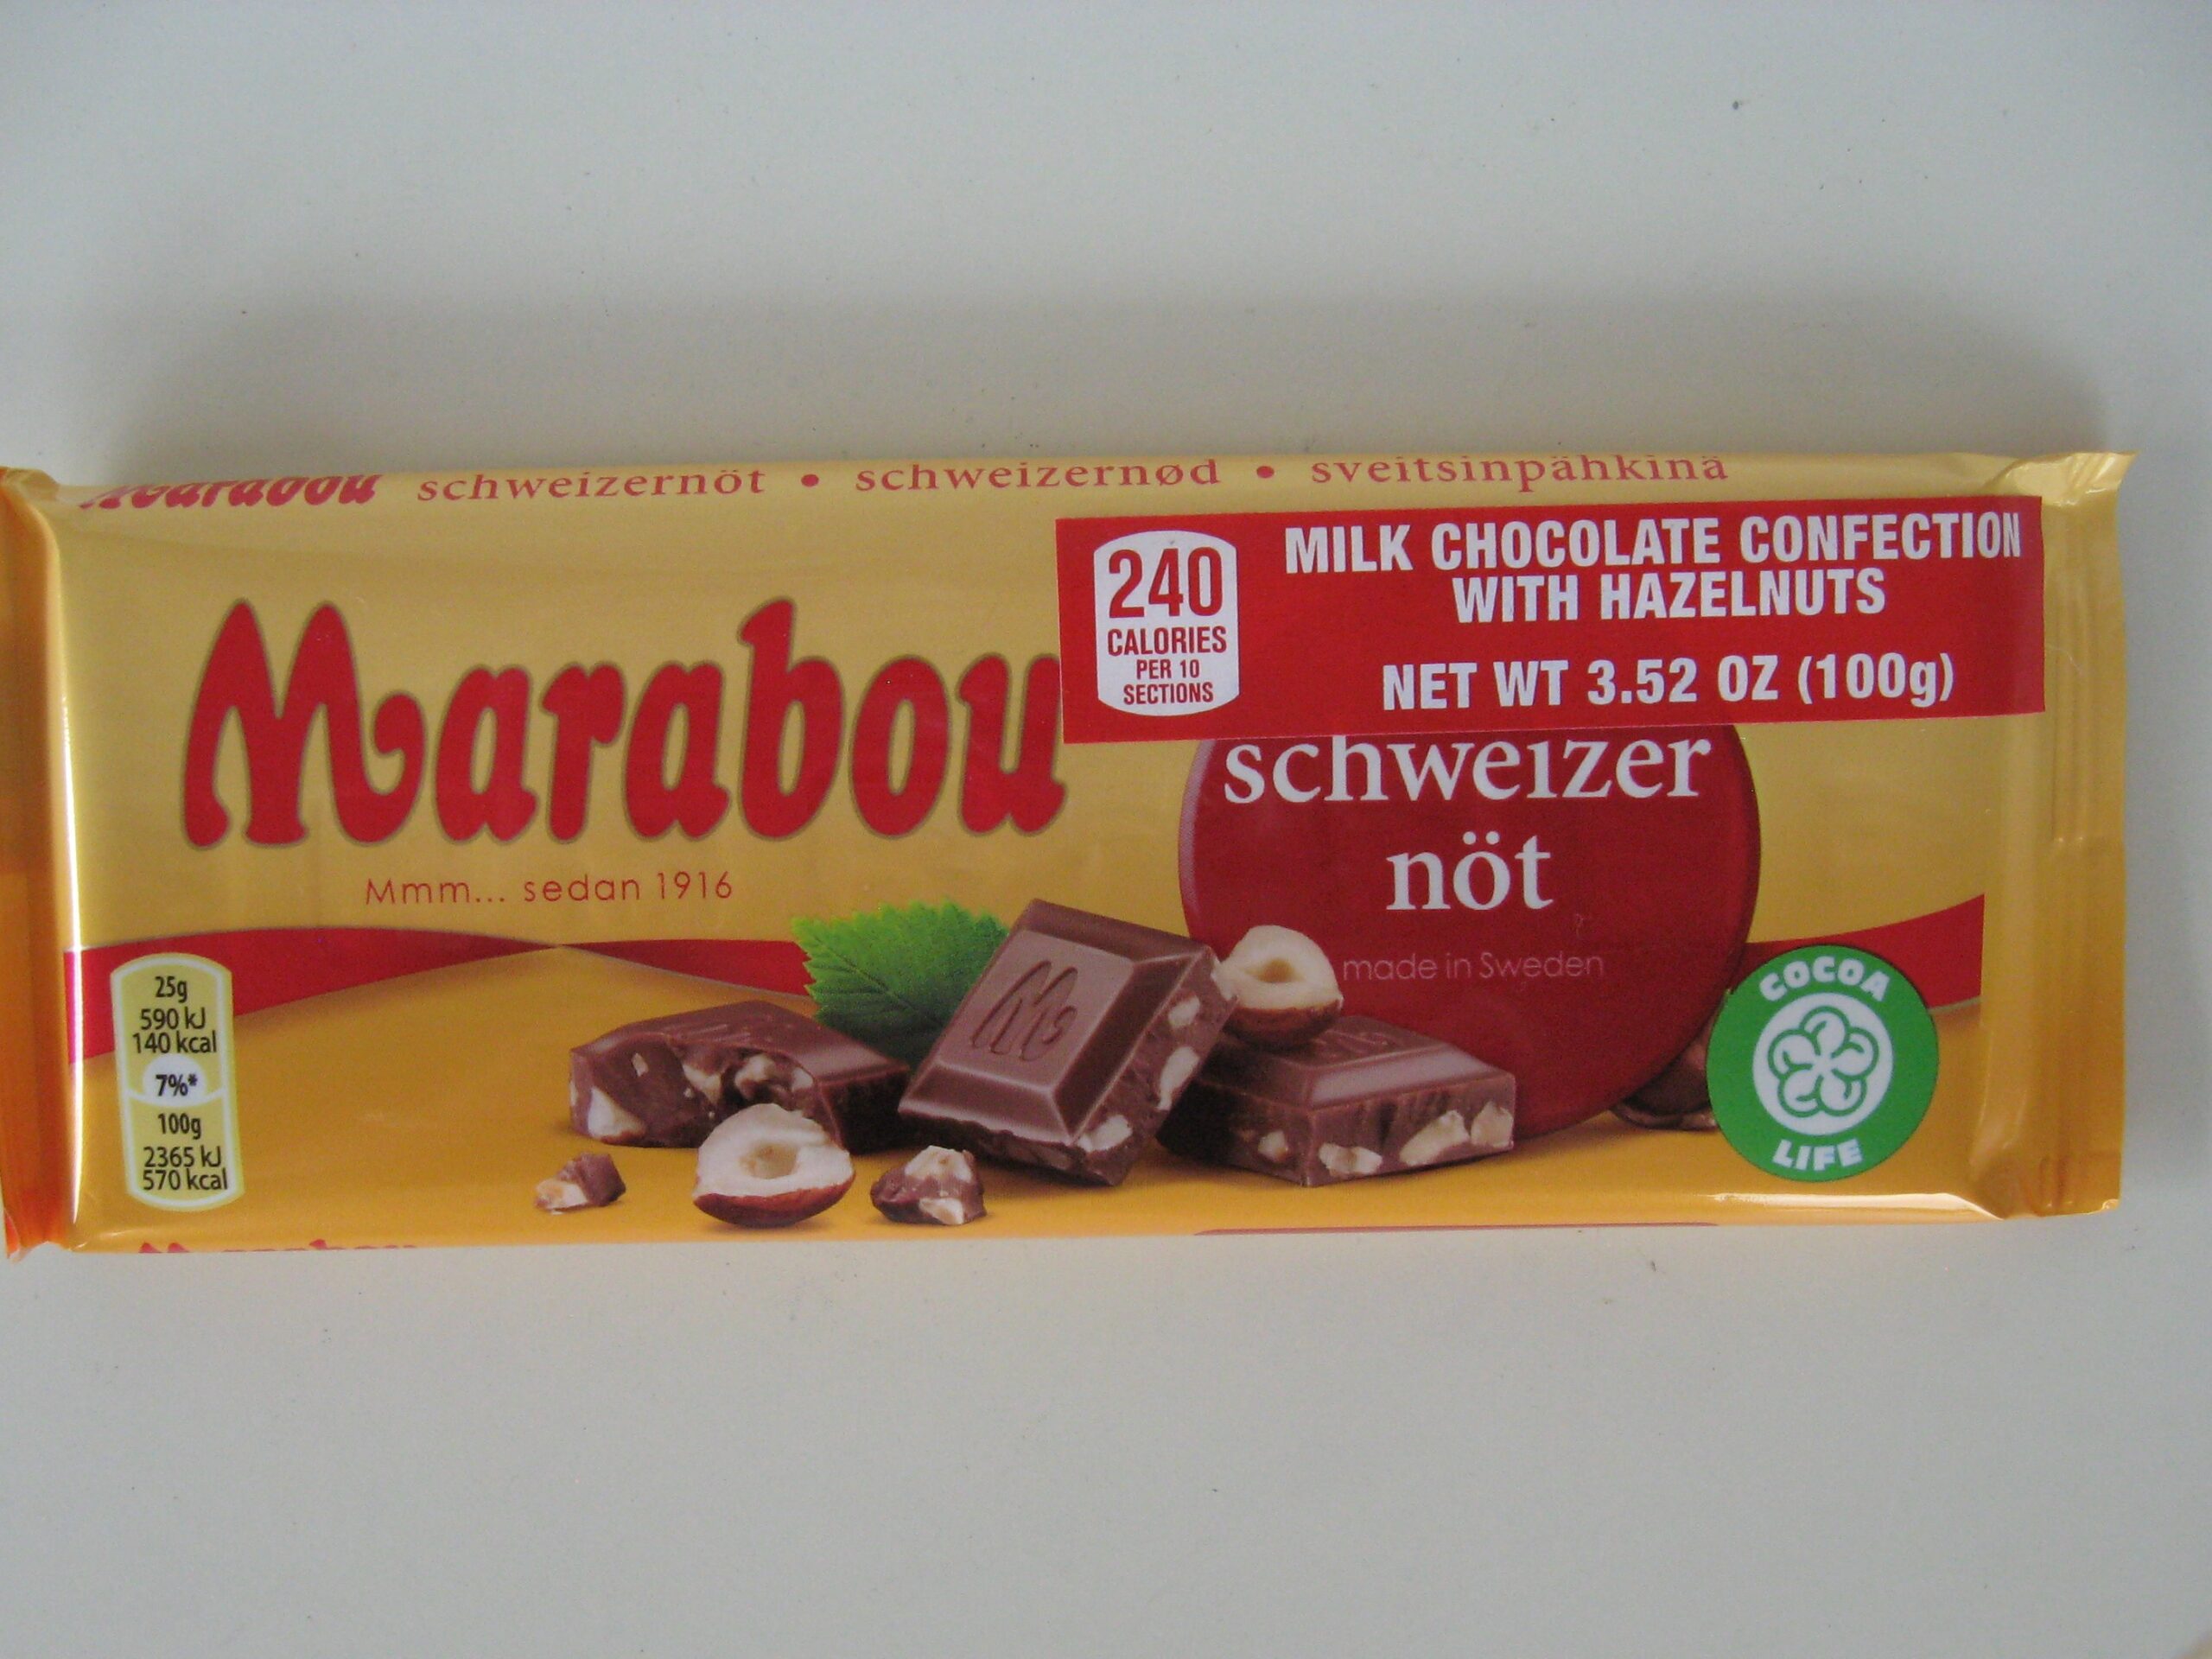 Marabou schweizernöt • schweizernød • sveitsinpähkinä
240
CALORIES
PER 10
SECTIONS
MILK CHOCOLATE CONFECTION
WITH HAZELNUTS
NET WT 3.52 OZ (100g)
Marabou
Mmm... sedan 1916
schweizer
nöt
made in Sweden
25g
590 kJ
140 kcal
7%*
100g
2365 kJ
570 kcal
M
COCOA
LIFE
Marabou